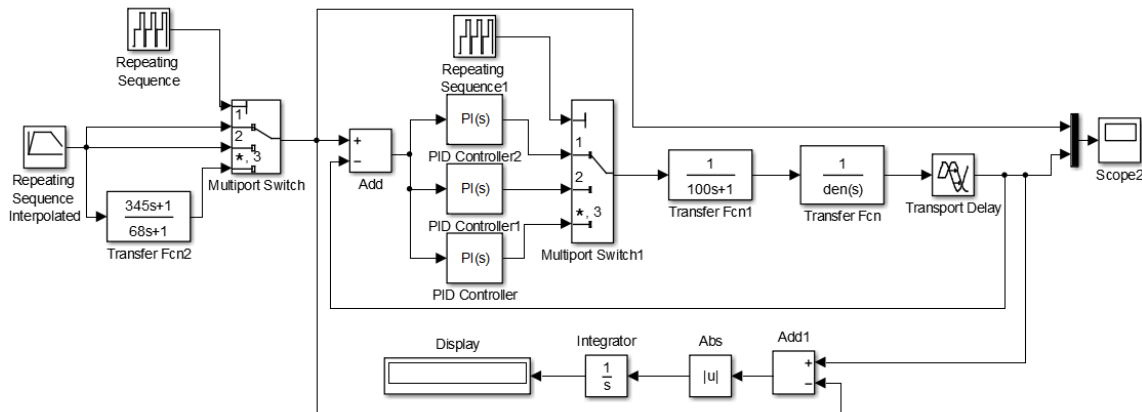 Repeating
Sequence
1
2
*, 3
Multiport Switch
Repeating
Sequence
Interpolated
345s+1
68s+1
Transfer Fcn2
+
−
Add
Repeating
Sequence1
PI(s)
PID Controller2
PI(s)
PID Controller1
PI(s)
PID Controller
1
2
*, 3
Multiport Switch1
1
100s+1
Transfer Fcn1
1
den(s)
Transfer Fcn
Transport Delay
Scope2
Display
Integrator
1
s
Abs
|u|
Add1
+
−